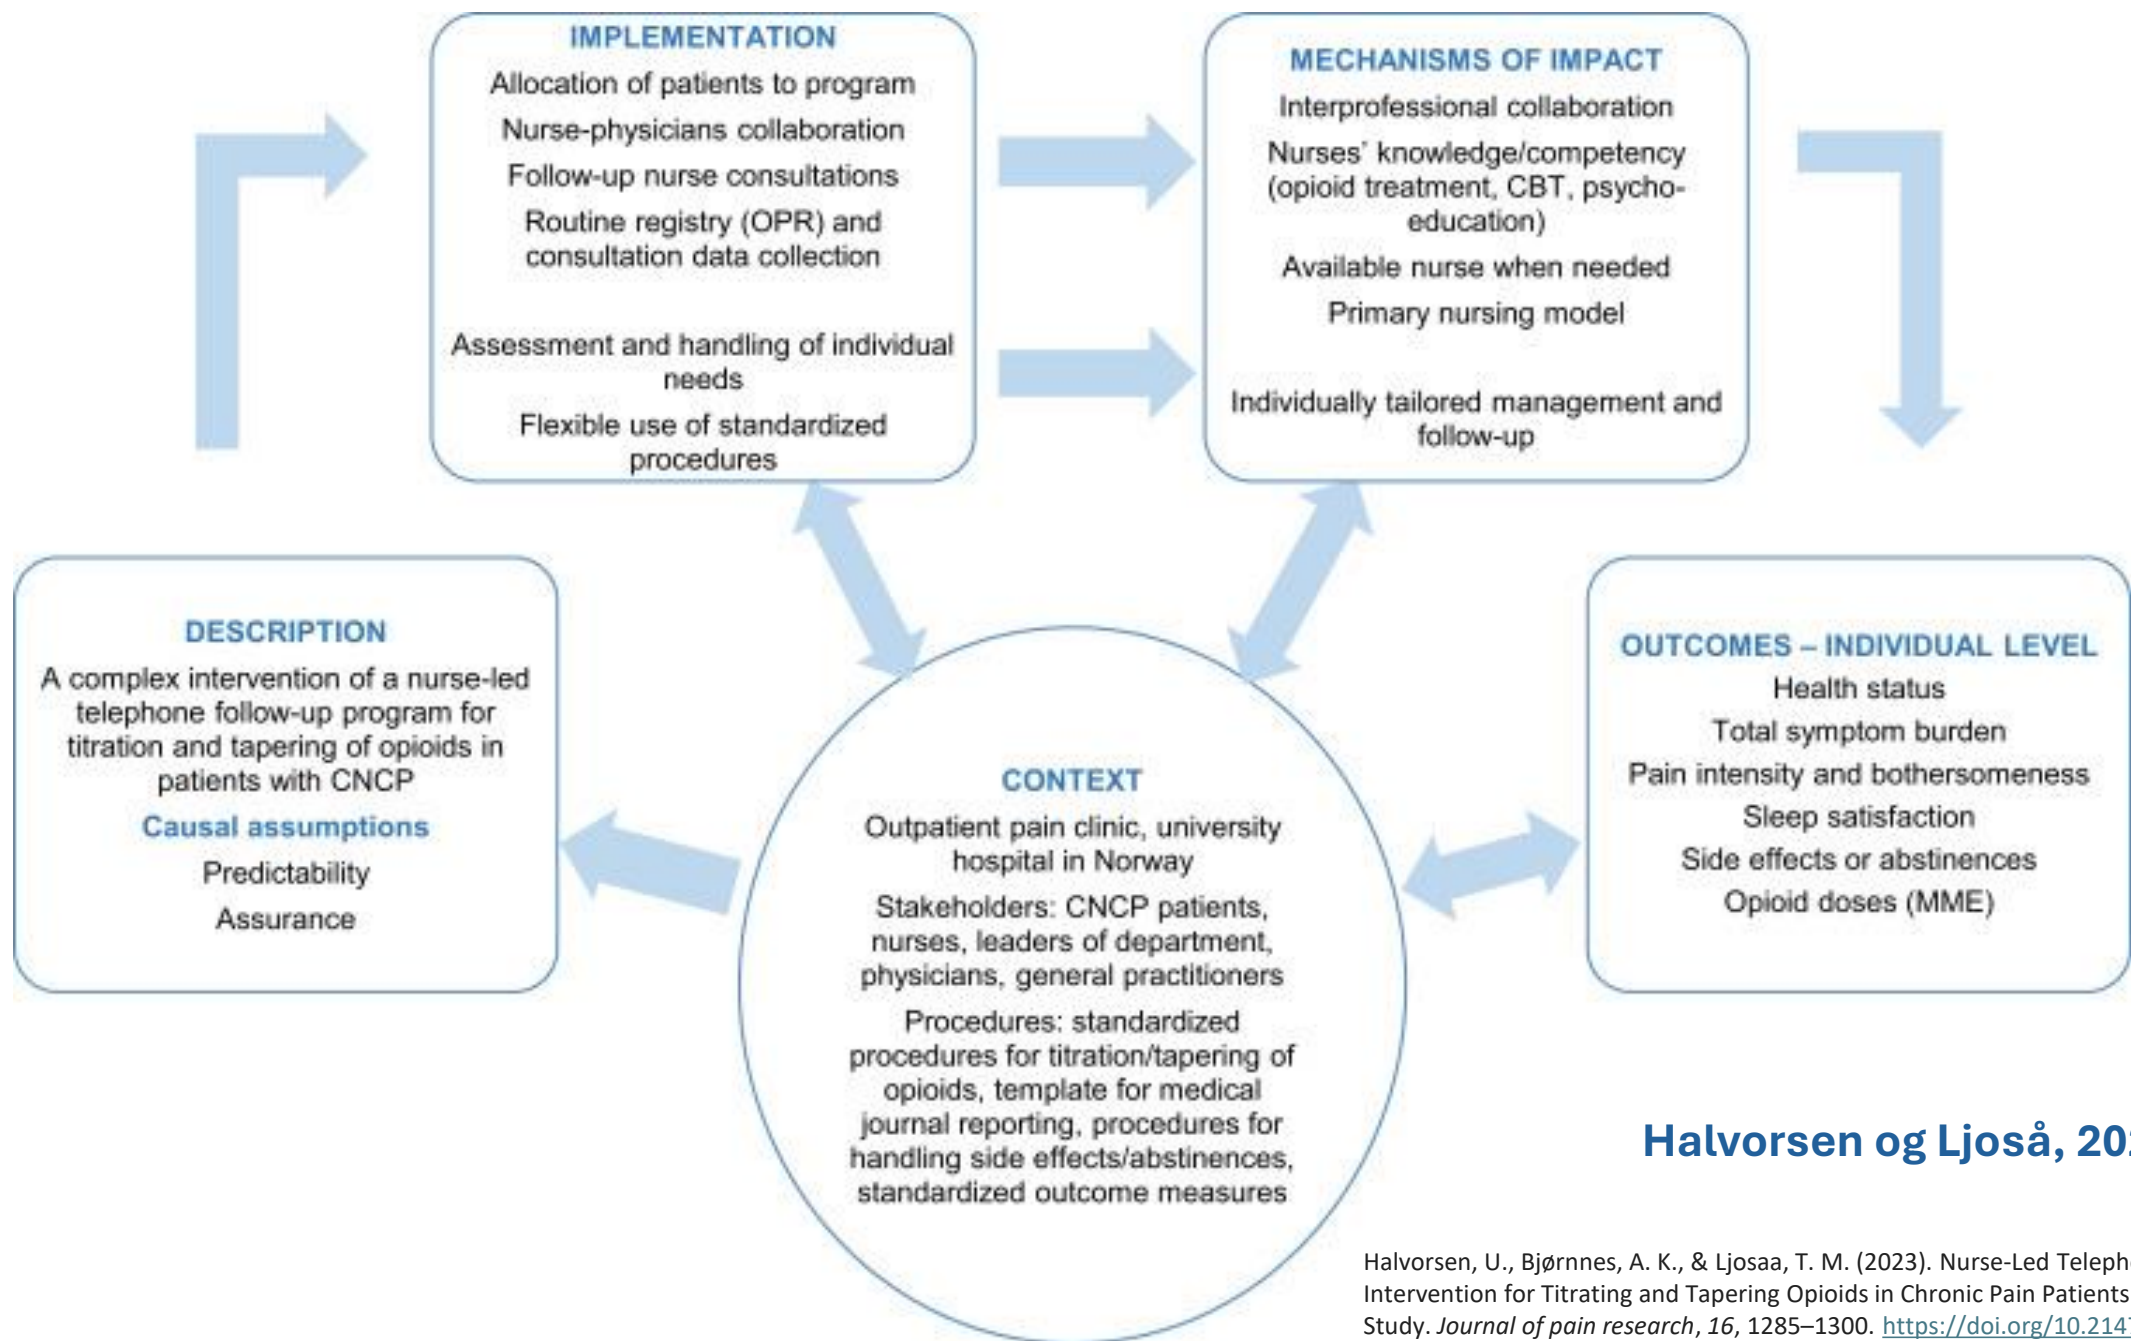 IMPLEMENTATION
Allocation of patients to program
Nurse-physicians collaboration
Follow-up nurse consultations
Routine registry (OPR) and
consultation data collection
Assessment and handling of individual
needs
Flexible use of standardized
procedures
MECHANISMS OF IMPACT
Interprofessional collaboration
Nurses' knowledge/competency
(opioid treatment, CBT, psycho-
education)
Available nurse when needed
Primary nursing model
Individually tailored management and
follow-up
DESCRIPTION
A complex intervention of a nurse-led
telephone follow-up program for
titration and tapering of opioids in
patients with CNCP
Causal assumptions
Predictability
Assurance
CONTEXT
Outpatient pain clinic, university
hospital in Norway
Stakeholders: CNCP patients,
nurses, leaders of department,
physicians, general practitioners
Procedures: standardized
procedures for titration/tapering of
opioids, template for medical
journal reporting, procedures for
handling side effects/abstinences,
standardized outcome measures
OUTCOMES – INDIVIDUAL LEVEL
Health status
Total symptom burden
Pain intensity and bothersomeness
Sleep satisfaction
Side effects or abstinences
Opioid doses (MME)
Halvorsen og Ljoså,
Halvorsen, U., Bjørnnes, A. K., & Ljosaa, T. M. (2023). Nurse-Led
Intervention for Titrating and Tapering Opioids in Chronic Pain Patients
Study. Journal of pain research, 16, 1285–1300.